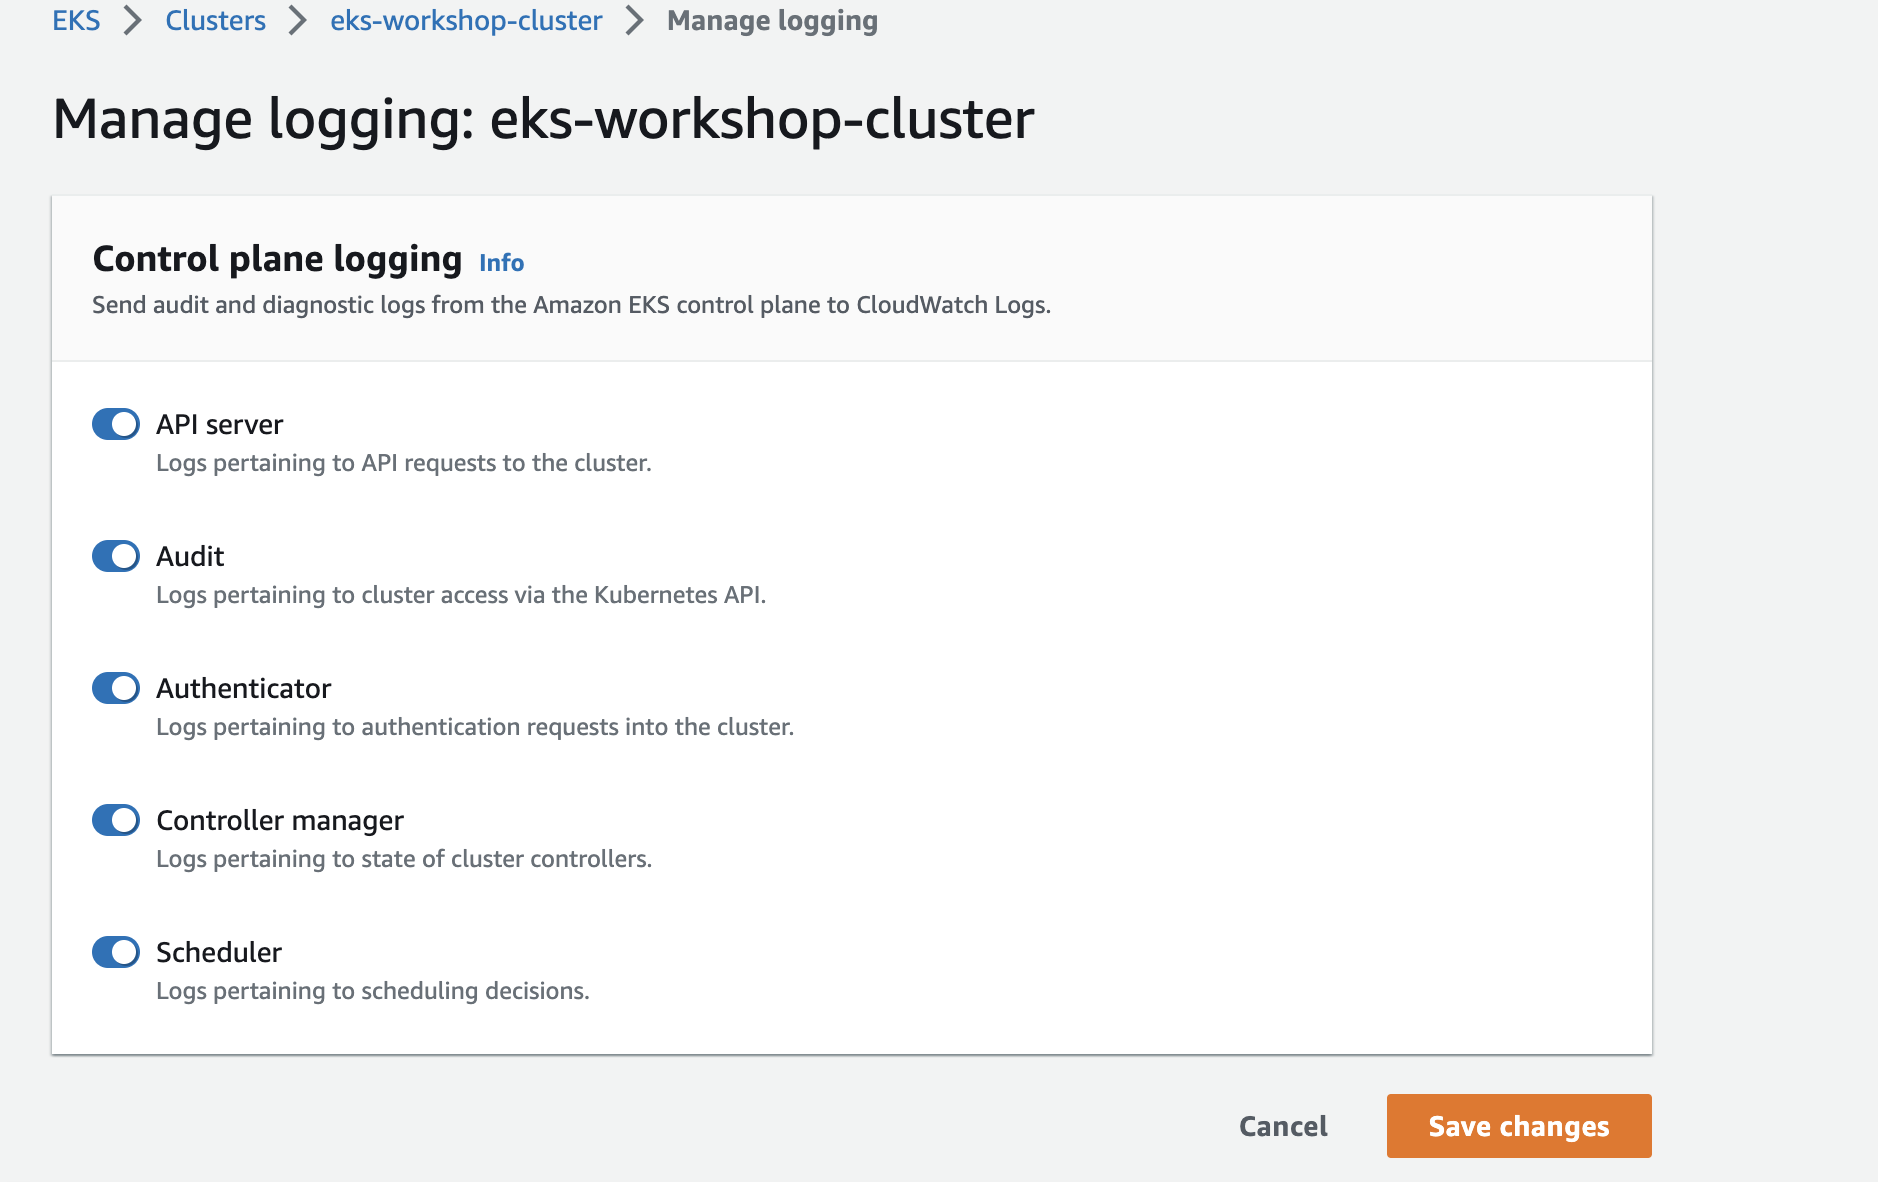 EKS > Clusters > eks-workshop-cluster > Manage logging
Manage logging: eks-workshop-cluster
Control plane logging Info
Send audit and diagnostic logs from the Amazon EKS control plane to CloudWatch Logs.
API server
Logs pertaining to API requests to the cluster.
Audit
Logs pertaining to cluster access via the Kubernetes API.
Authenticator
Logs pertaining to authentication requests into the cluster.
Controller manager
Logs pertaining to state of cluster controllers.
Scheduler
Logs pertaining to scheduling decisions.
Cancel Save changes